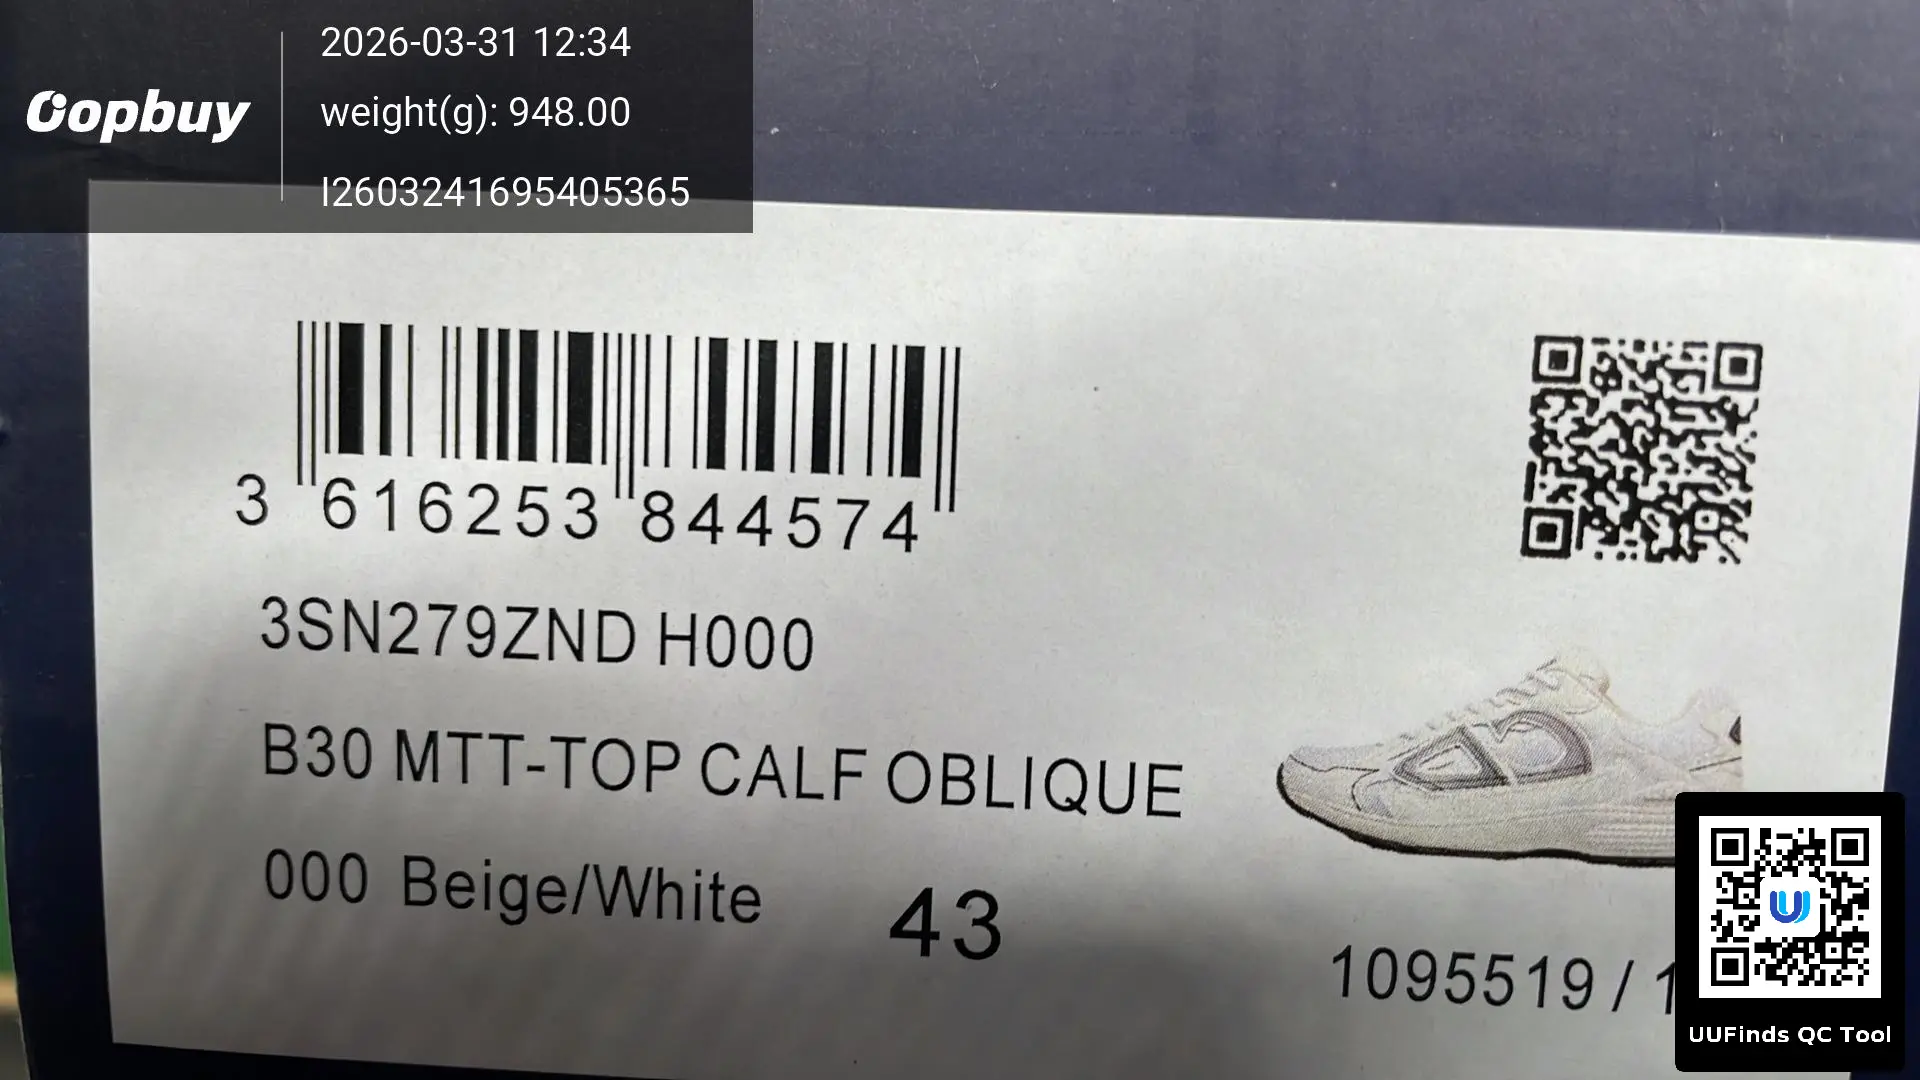 Oopbuy
2026-03-31 12:34
weight(g): 948.00
I2603241695405365
3 616253 844574
3SN279ZND H000
B30 MTT-TOP CALF OBLIQUE
000 Beige/White 43
1095519 / 1
UUFinds QC Tool